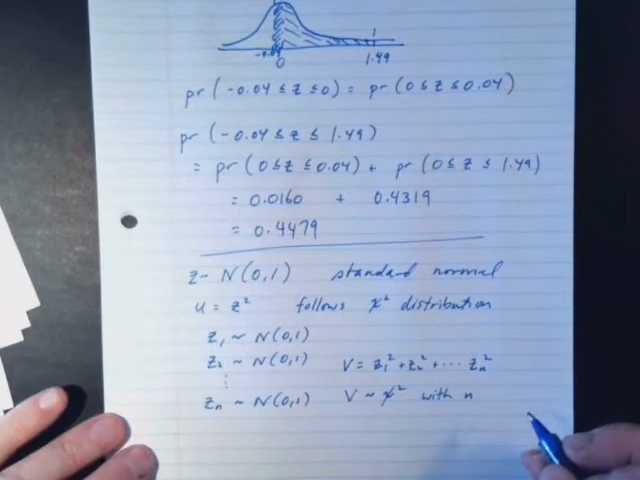 1
-0.04 0 1.49
pr (-0.04 ≤ z ≤ 0) = pr (0 ≤ z ≤ 0.04)
pr (-0.04 ≤ z ≤ 1.49)
= pr (0 ≤ z ≤ 0.04) + pr (0 ≤ z ≤ 1.49)
= 0.0160 + 0.4319
= 0.4479
z ~ N(0,1) standard normal
u = z² follows χ² distribution
z₁ ~ N(0,1)
z₂ ~ N(0,1) V = z₁² + z₂² + ... zₙ²
⋮
zₙ ~ N(0,1) V ~ χ² with n